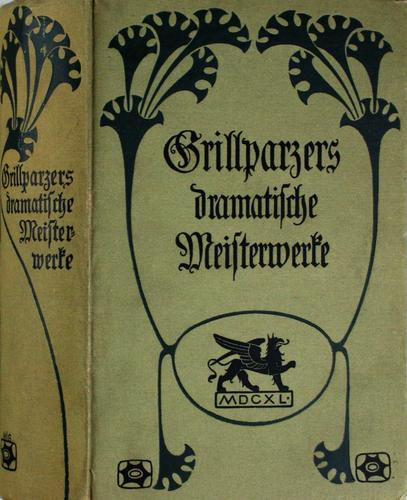 Grillparzers
dramatische
Meister-
werke
Grillparzers
dramatische
Meisterwerke
MDCXL